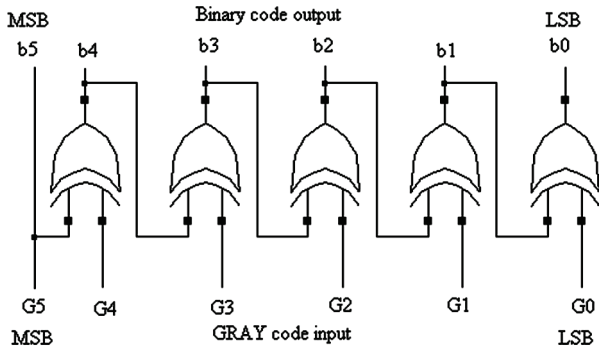 MSB Binary code output LSB
b5 b4 b3 b2 b1 b0
G5 G4 G3 G2 G1 G0
MSB GRAY code input LSB